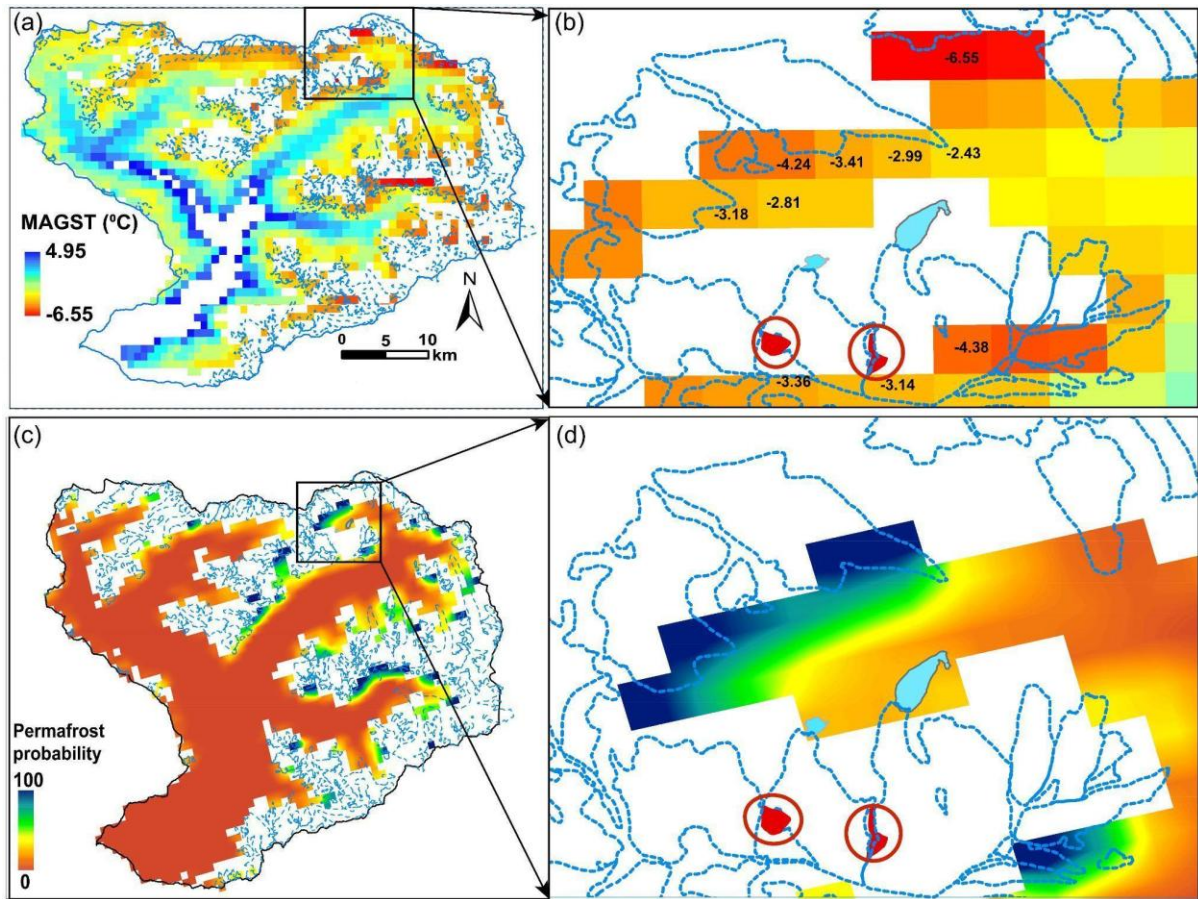 (a)
MAGST (ºC)
4.95
-6.55
N
0 5 10
km
(b)
-6.55
-4.24
-3.41
-2.99
-2.43
-3.18
-2.81
-4.38
-3.36
-3.14
(c)
Permafrost
probability
100
0
(d)